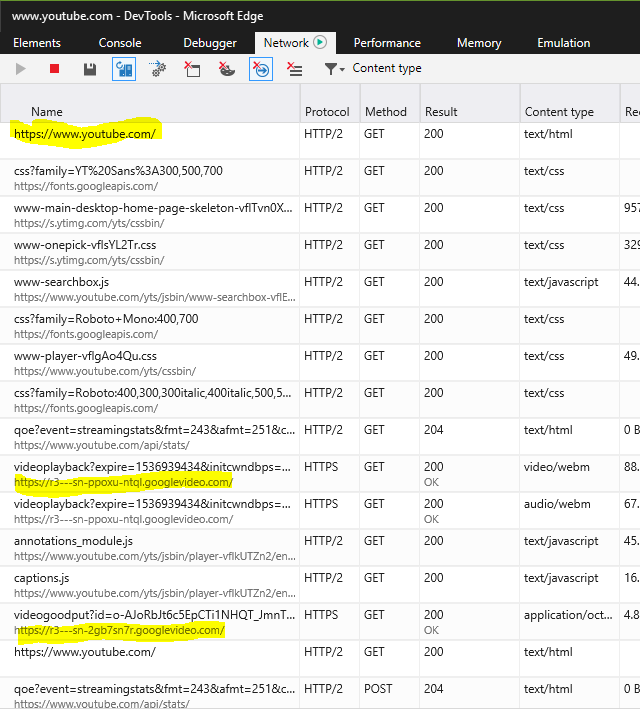 www.youtube.com - DevTools - Microsoft Edge
Elements Console Debugger Network Performance Memory Emulation
Content type
Name Protocol Method Result Content type Rec
https://www.youtube.com/ HTTP/2 GET 200 text/html
css?family=YT%20Sans%3A300,500,700 HTTP/2 GET 200 text/css
https://fonts.googleapis.com/
www-main-desktop-home-page-skeleton-vflTvn0X... HTTP/2 GET 200 text/css 957
https://s.ytimg.com/yts/cssbin/
www-onepick-vflsYL2Tr.css HTTP/2 GET 200 text/css 329
https://s.ytimg.com/yts/cssbin/
www-searchbox.js HTTP/2 GET 200 text/javascript 44.
https://www.youtube.com/yts/jsbin/www-searchbox-vflE...
css?family=Roboto+Mono:400,700 HTTP/2 GET 200 text/css
https://fonts.googleapis.com/
www-player-vflgAo4Qu.css HTTP/2 GET 200 text/css 49.
https://www.youtube.com/yts/cssbin/
css?family=Roboto:400,300,300italic,400italic,500,5... HTTP/2 GET 200 text/css
https://fonts.googleapis.com/
qoe?event=streamingstats&fmt=243&afmt=251&c... HTTP/2 GET 204 text/html 0 B
https://www.youtube.com/api/stats/
videoplayback?expire=1536939434&initcwndbps=... HTTPS GET 200 video/webm 88.
https://r3---sn-ppoxu-ntql.googlevideo.com/ OK
videoplayback?expire=1536939434&initcwndbps=... HTTPS GET 200 audio/webm 67.
https://r3---sn-ppoxu-ntql.googlevideo.com/ OK
annotations_module.js HTTP/2 GET 200 text/javascript 45.
https://www.youtube.com/yts/jsbin/player-vflkUTZn2/en...
captions.js HTTP/2 GET 200 text/javascript 16.
https://www.youtube.com/yts/jsbin/player-vflkUTZn2/en...
videogoodput?id=o-AJoRbJt6c5EpCTi1NHQT_JmnT... HTTPS GET 200 application/oct... 4.8
https://r3---sn-2gb7sn7r.googlevideo.com/ OK
https://www.youtube.com/ HTTP/2 GET 200 text/html
qoe?event=streamingstats&fmt=243&afmt=251&c... HTTP/2 POST 204 text/html 0 B
https://www.youtube.com/api/stats/